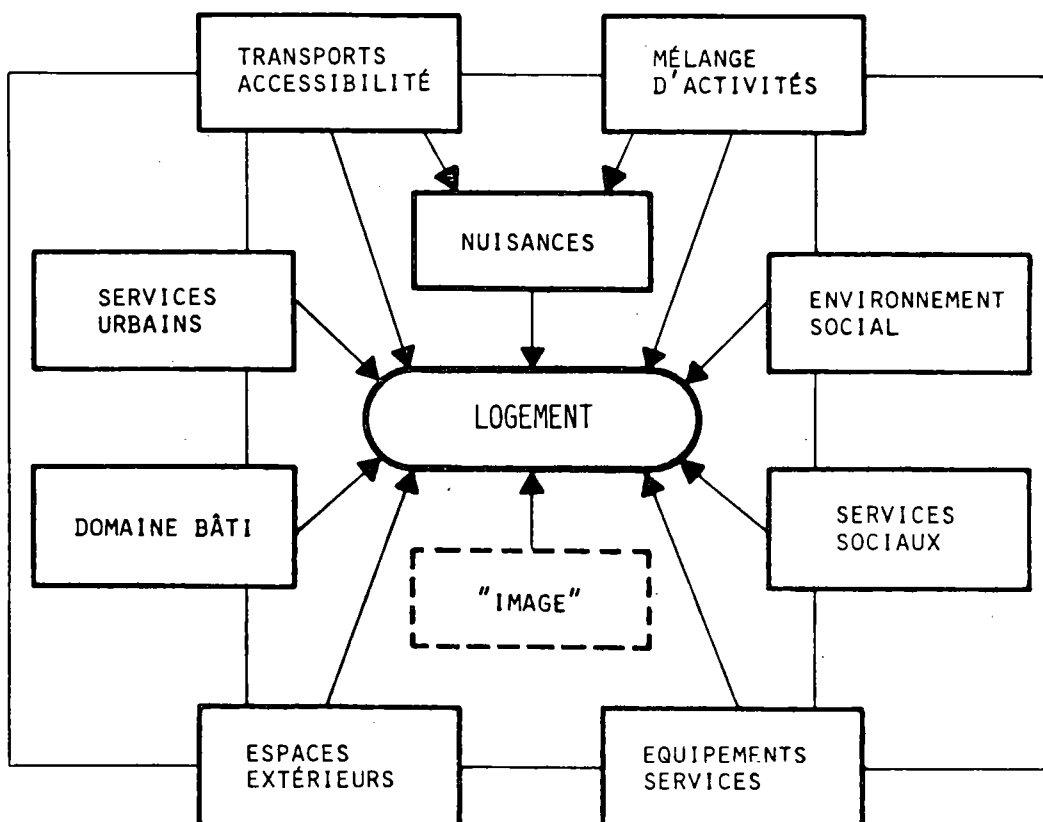 TRANSPORTS
ACCESSIBILITÉ
MÉLANGE
D'ACTIVITÉS
NUISANCES
SERVICES
URBAINS
ENVIRONNEMENT
SOCIAL
LOGEMENT
DOMAINE BÂTI
SERVICES
SOCIAUX
"IMAGE"
ESPACES
EXTÉRIEURS
EQUIPEMENTS
SERVICES